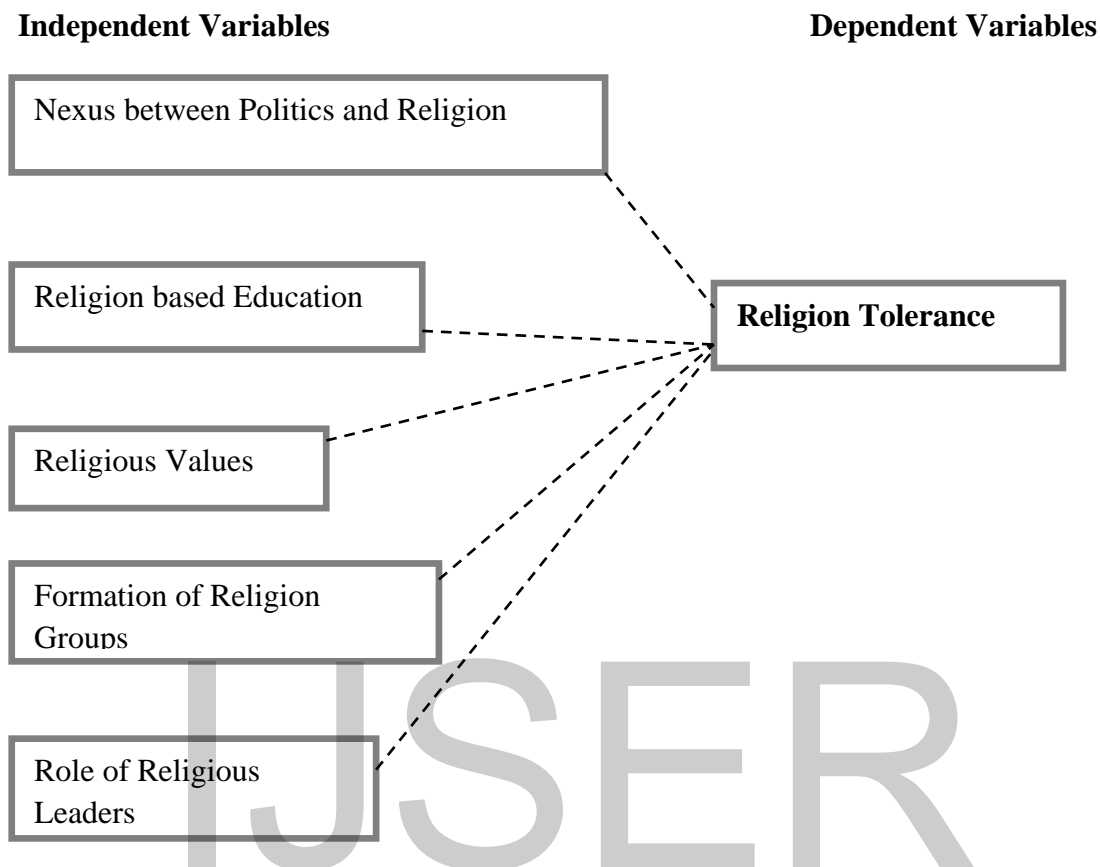 Independent Variables
Dependent Variables
Nexus between Politics and Religion
Religion based Education
Religion Tolerance
Religious Values
Formation of Religion
Groups
Role of Religious
Leaders
IJSER